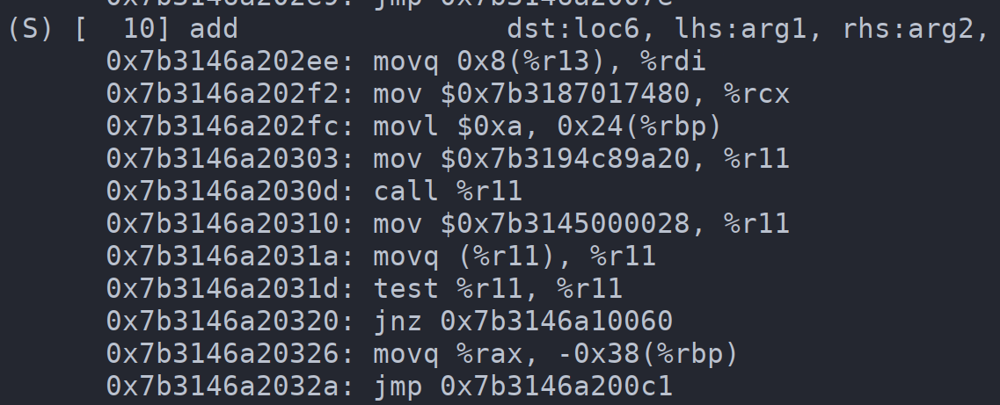 0x7b3146a202e9: jmp 0x7b3146a2007e
(S) [  10] add                dst:loc6, lhs:arg1, rhs:arg2,
0x7b3146a202ee: movq 0x8(%r13), %rdi
0x7b3146a202f2: mov $0x7b3187017480, %rcx
0x7b3146a202fc: movl $0xa, 0x24(%rbp)
0x7b3146a20303: mov $0x7b3194c89a20, %r11
0x7b3146a2030d: call %r11
0x7b3146a20310: mov $0x7b3145000028, %r11
0x7b3146a2031a: movq (%r11), %r11
0x7b3146a2031d: test %r11, %r11
0x7b3146a20320: jnz 0x7b3146a10060
0x7b3146a20326: movq %rax, -0x38(%rbp)
0x7b3146a2032a: jmp 0x7b3146a200c1